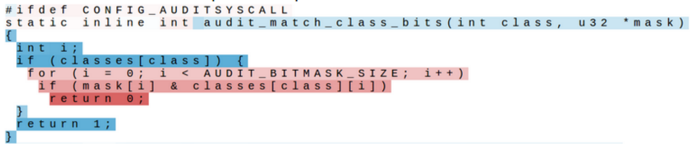 #ifdef CONFIG_AUDITSYSCALL
static inline int audit_match_class_bits(int class, u32 *mask)
{
int i;
if (classes[class]) {
for (i = 0; i < AUDIT_BITMASK_SIZE; i++)
if (mask[i] & classes[class][i])
return 0;
}
return 1;
}